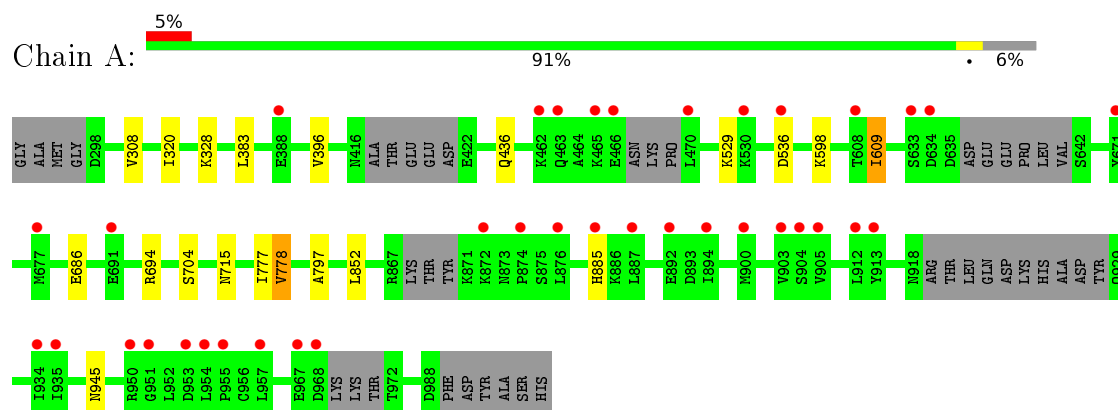 5%
Chain A:
91%
•
6%
GLY ALA MET GLY D298 V308 I320 K328 L383 E388 V396 N416 ALA THR GLU GLU ASP E422 Q436 K462 Q463 A464 K465 E466 ASN LYS PRO L470 K529 K530 D536 K598 T608 I609 S633 D634 D635 ASP GLU GLU PRO LEU VAL S642 Y671
M677 E686 E691 R694 S704 N715 I777 V778 A797 L852 R867 LYS THR TYR K871 K872 N873 P874 S875 L876 H885 K886 L887 E892 D893 I894 M900 V903 S904 V905 L912 Y913 N918 ARG THR LEU GLN ASP LYS HIS ALA ASP TYR Q929
I934 I935 N945 R950 G951 L952 D953 L954 P955 C956 L957 E967 D968 LYS LYS THR T972 D988 PHE ASP TYR ALA SER HIS